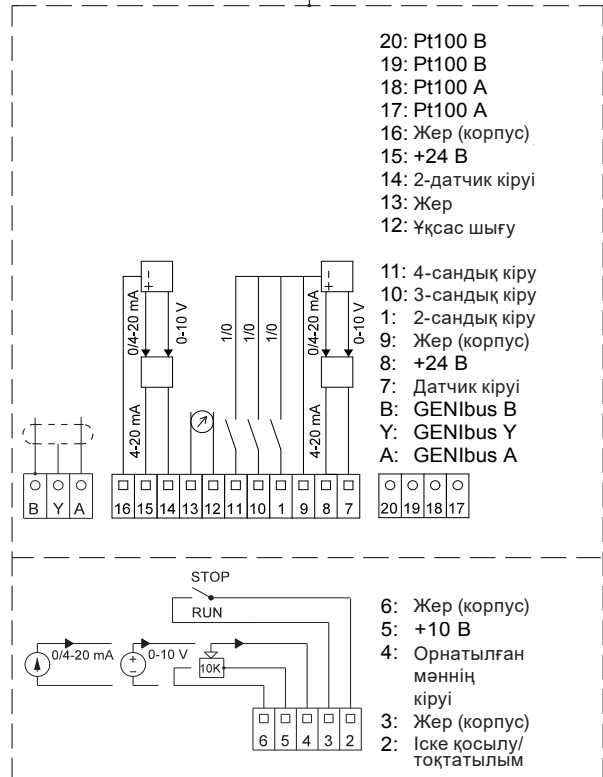 20: Pt100 B
19: Pt100 B
18: Pt100 A
17: Pt100 A
16: Жер (корпус)
15: +24 В
14: 2-датчик кіруі
13: Жер
12: Ұқсас шығу
11: 4-сандық кіру
10: 3-сандық кіру
1: 2-сандық кіру
9: Жер (корпус)
8: +24 В
7: Датчик кіруі
B: GENIbus B
Y: GENIbus Y
A: GENIbus A
0/4-20 mA
0-10 V
1/0
1/0
1/0
0/4-20 mA
0-10 V
4-20 mA
4-20 mA
B Y A
16 15 14 13 12 11 10 1 9 8 7
20 19 18 17
STOP
RUN
0/4-20 mA
0-10 V
10K
6 5 4 3 2
6: Жер (корпус)
5: +10 В
4: Орнатылған
мәннің
кіруі
3: Жер (корпус)
2: Іске қосылу/
тоқтатылым